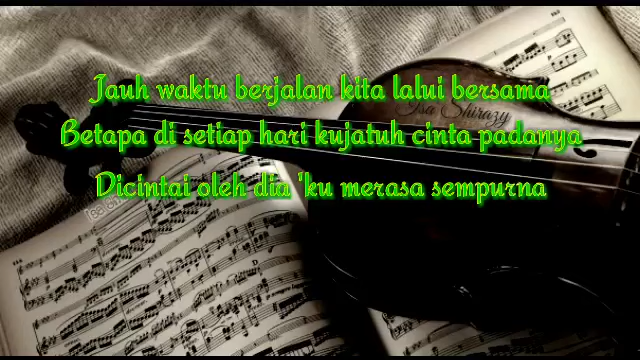 Jauh waktu berjalan kita lalui bersama
Betapa di setiap hari kujatuh cinta padanya
Dicintai oleh dia 'ku merasa sempurna